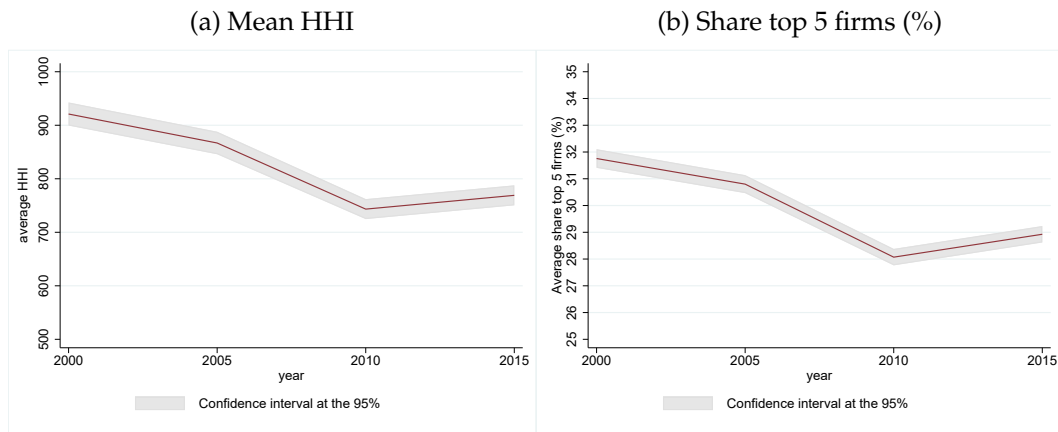 (a) Mean HHI
average HHI
1000
900
800
700
600
500
2000 2005 2010 2015
year
Confidence interval at the 95%
(b) Share top 5 firms (%)
Average share top 5 firms (%)
35
34
33
32
31
30
29
28
27
26
25
2000 2005 2010 2015
year
Confidence interval at the 95%